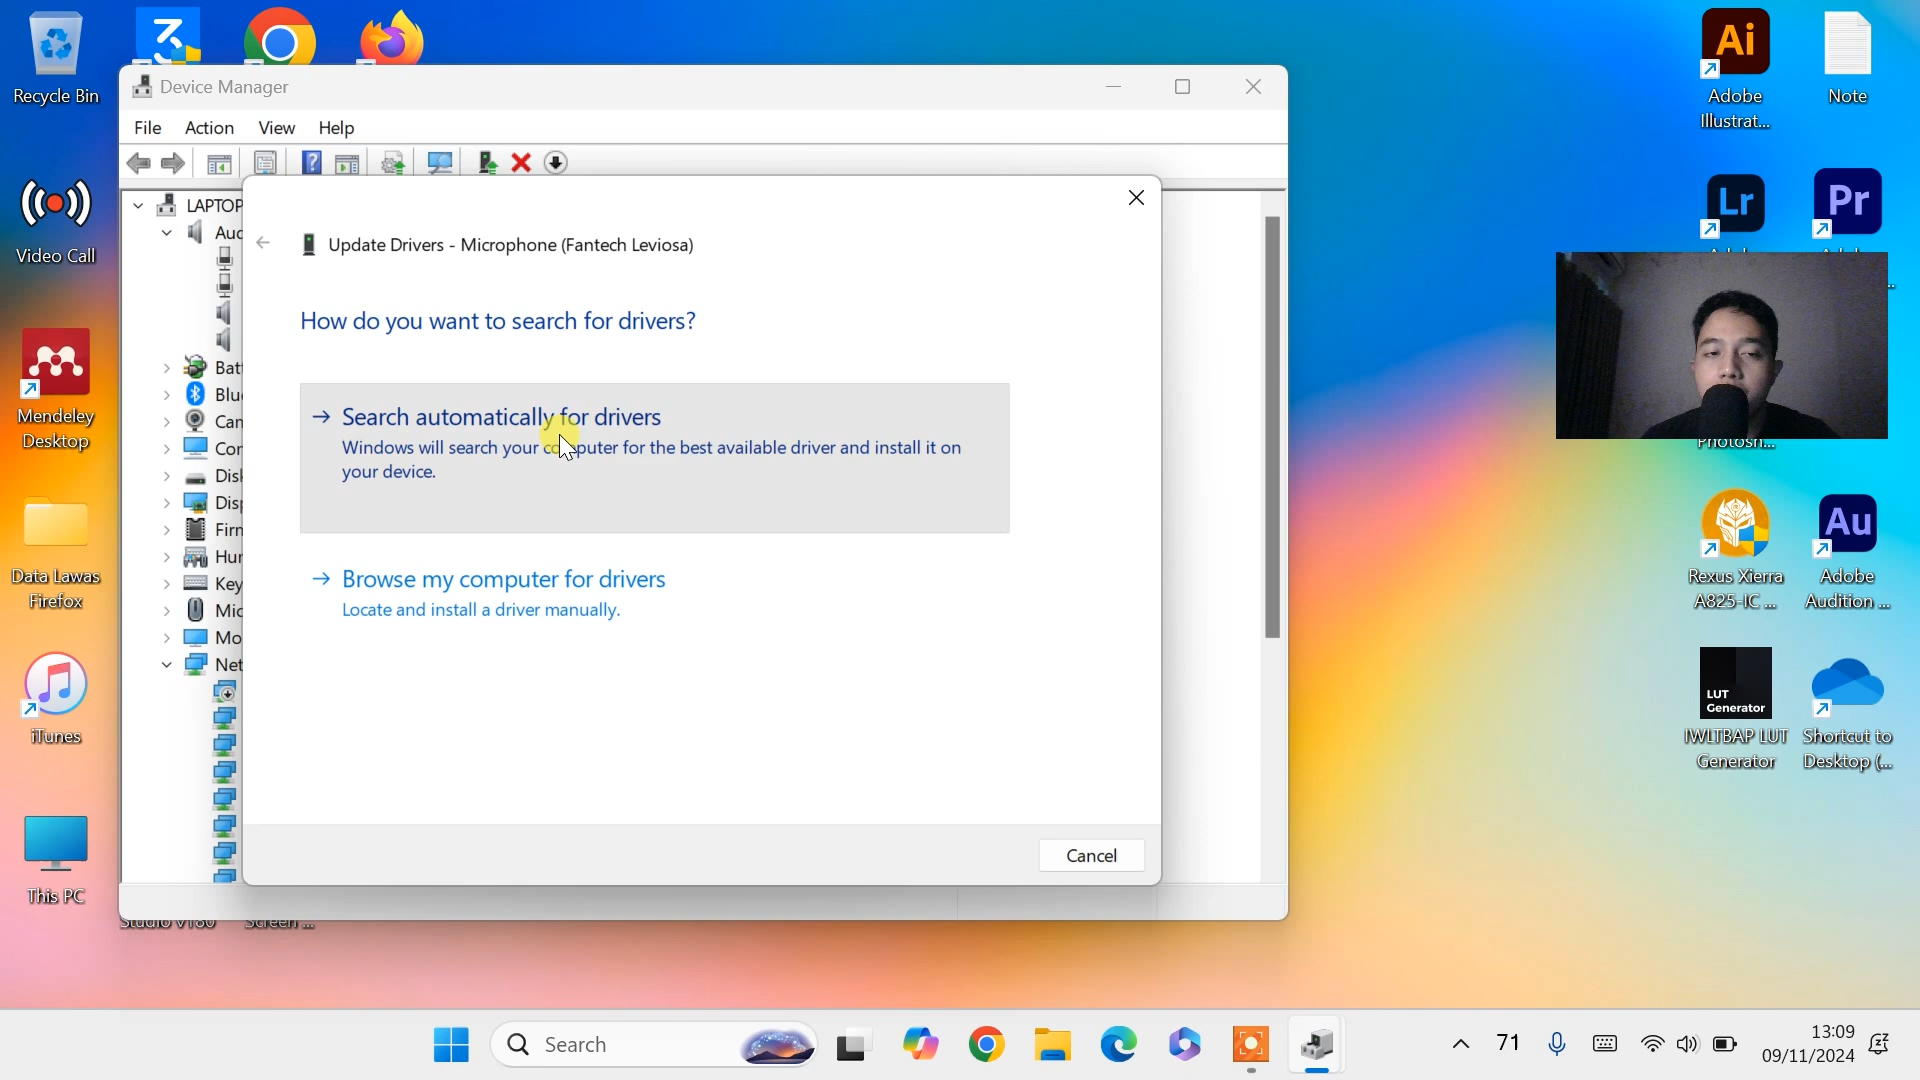 Recycle Bin
Video Call
Mendeley
Desktop
Data Lawas
Firefox
iTunes
This PC
3
Device Manager
File Action View Help
LAPTOP
Aud
Batt
Blu
Can
Cor
Disk
Disp
Firn
Hur
Key
Mic
Mo
Net
Update Drivers - Microphone (Fantech Leviosa)
How do you want to search for drivers?
Search automatically for drivers
Windows will search your computer for the best available driver and install it on
your device.
Browse my computer for drivers
Locate and install a driver manually.
Cancel
Ai
Adobe
Illustrat...
Note
Lr
Pr
Photosh...
Rexus Xierra
A825-IC ...
Au
Adobe
Audition ...
LUT
Generator
IWLTBAP LUT
Generator
Shortcut to
Desktop (...
Search
71
13:09
09/11/2024